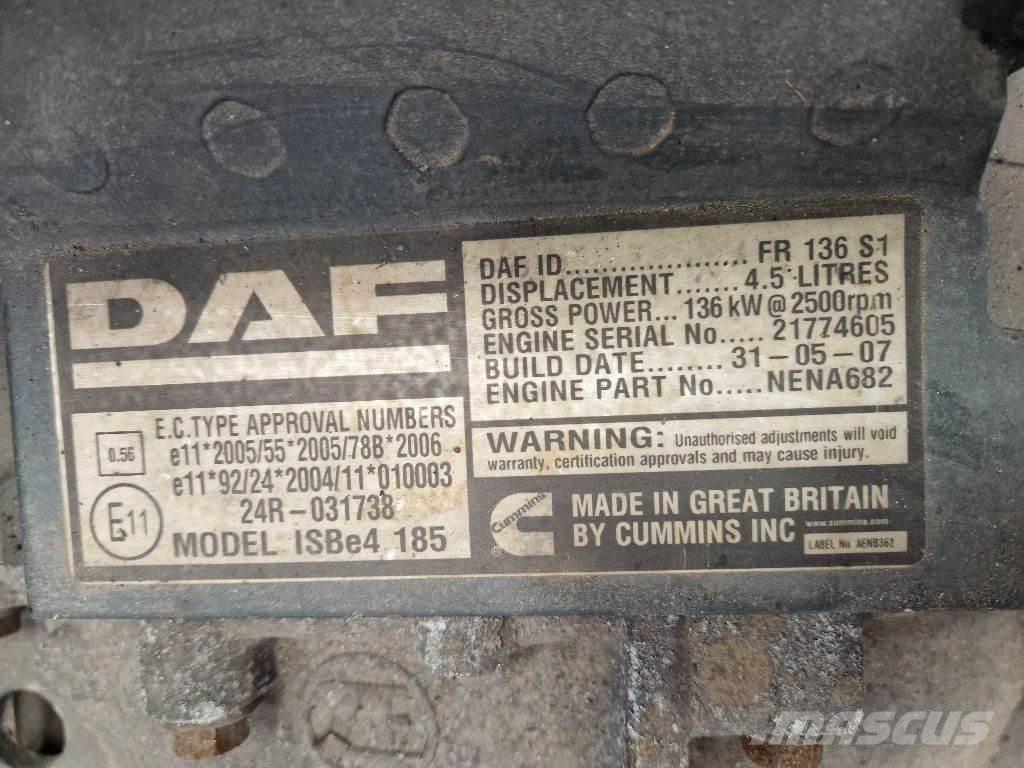 DAF
DAF ID.................... FR 136 S1
DISPLACEMENT....... 4.5 LITRES
GROSS POWER... 136 kW @ 2500rpm
ENGINE SERIAL No..... 21774605
BUILD DATE....... 31-05-07
ENGINE PART No..... NENA682
E.C.TYPE APPROVAL NUMBERS
0.56
e11*2005/55*2005/78B*2006
e11*92/24*2004/11*010003
24R-031738
E11
MODEL ISBe4 185
WARNING: Unauthorised adjustments will void
warranty, certification approvals and may cause injury.
Cummins
®
MADE IN GREAT BRITAIN
BY CUMMINS INC
www.cummins.com
LABEL No AENB362
MASCUS